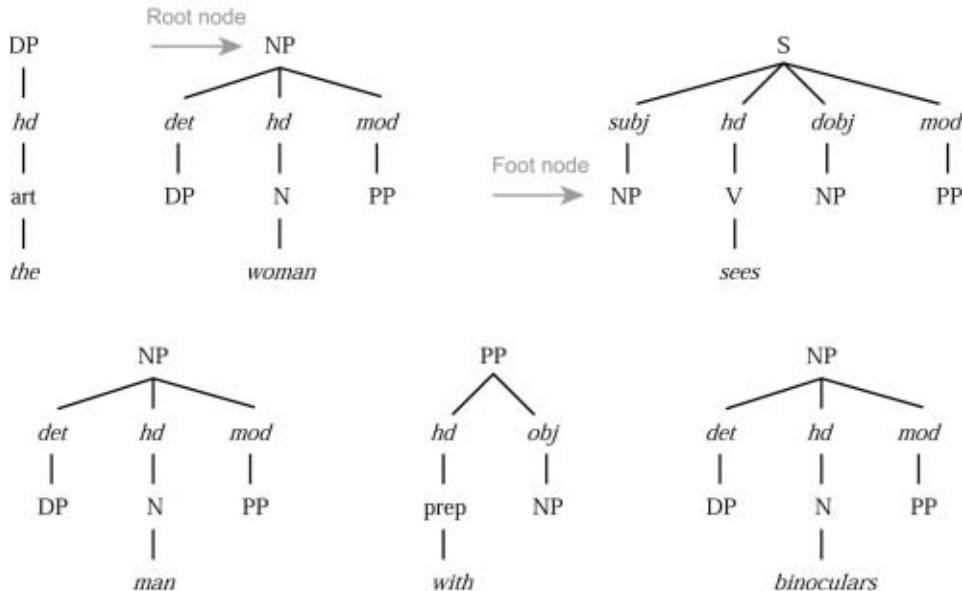 Root node
DP NP S
hd det hd mod subj hd dobj mod
Foot node
art DP N PP NP V NP PP
the woman sees
NP PP NP
det hd mod hd obj det hd mod
DP N PP prep NP DP N PP
man with binoculars